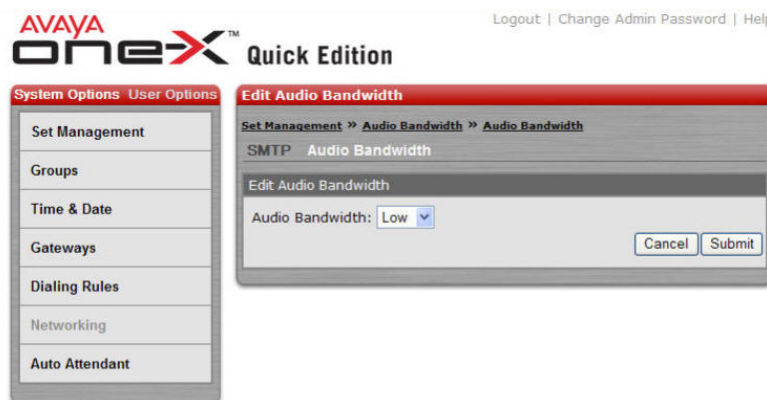 AVAYA
one-X™ Quick Edition
Logout | Change Admin Password | Help
System Options User Options
Set Management
Groups
Time & Date
Gateways
Dialing Rules
Networking
Auto Attendant
Edit Audio Bandwidth
Set Management » Audio Bandwidth » Audio Bandwidth
SMTP Audio Bandwidth
Edit Audio Bandwidth
Audio Bandwidth: Low
Cancel Submit